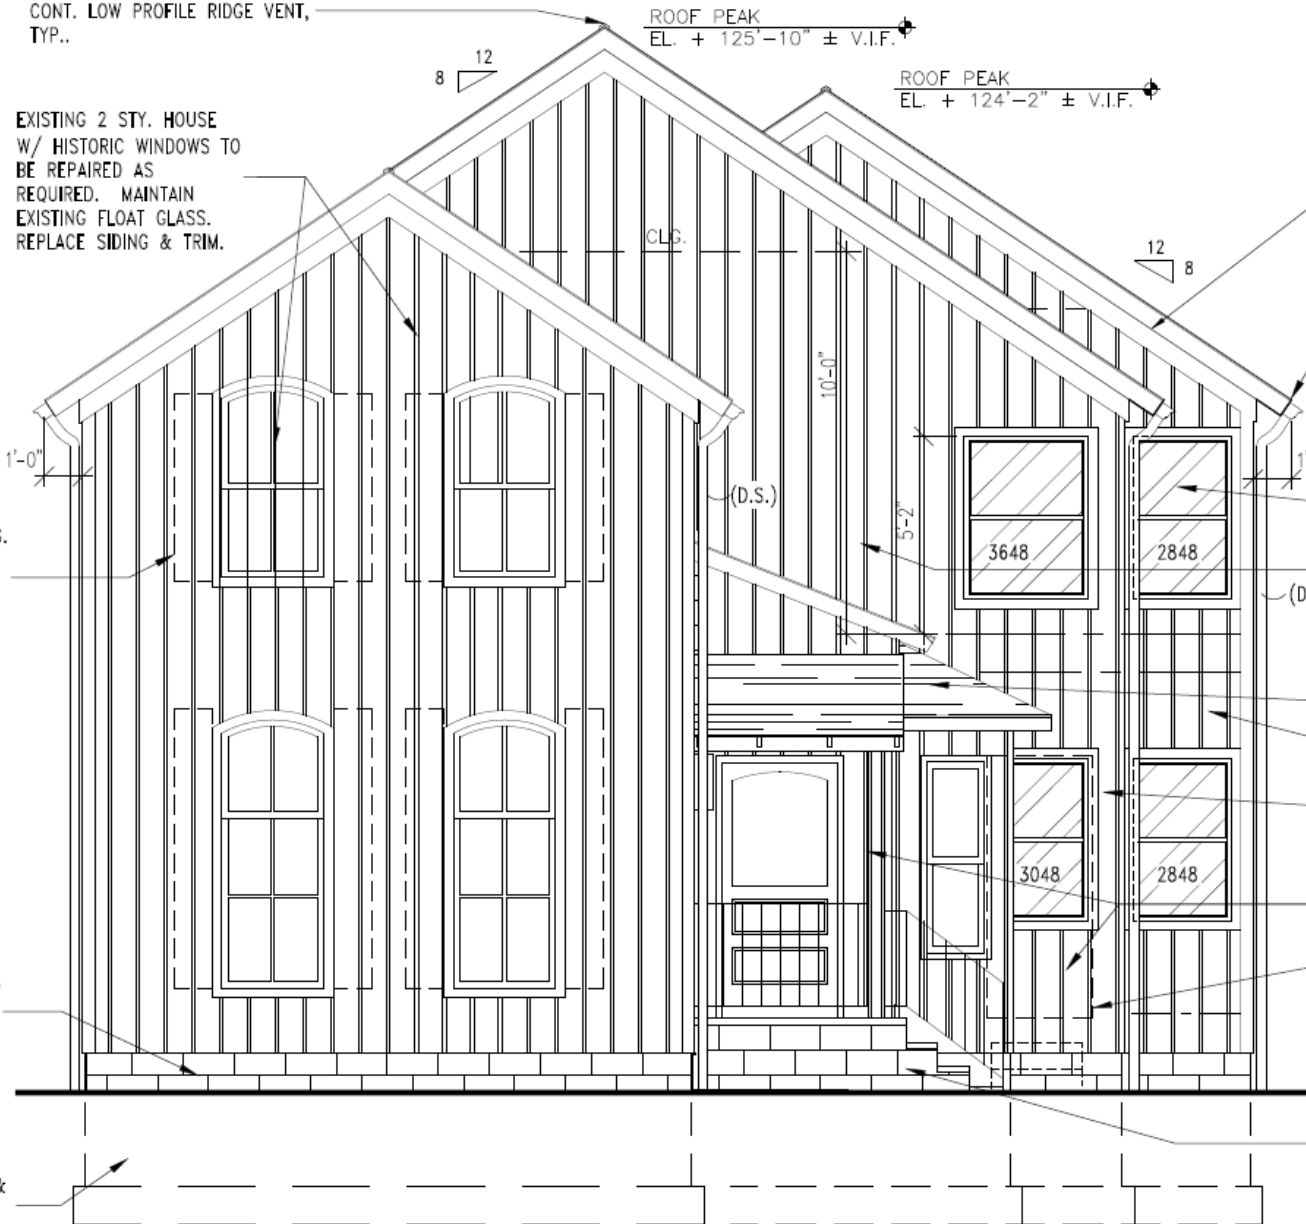 CONT. LOW PROFILE RIDGE VENT,
TYP..
ROOF PEAK
EL. + 125'-10" ± V.I.F.
12
8
ROOF PEAK
EL. + 124'-2" ± V.I.F.
EXISTING 2 STY. HOUSE
W/ HISTORIC WINDOWS TO
BE REPAIRED AS
REQUIRED. MAINTAIN
EXISTING FLOAT GLASS.
REPLACE SIDING & TRIM.
CLG.
12
8
10'-0"
1'-0"
(D.S.)
5'-2"
3648
2848
3048
2848